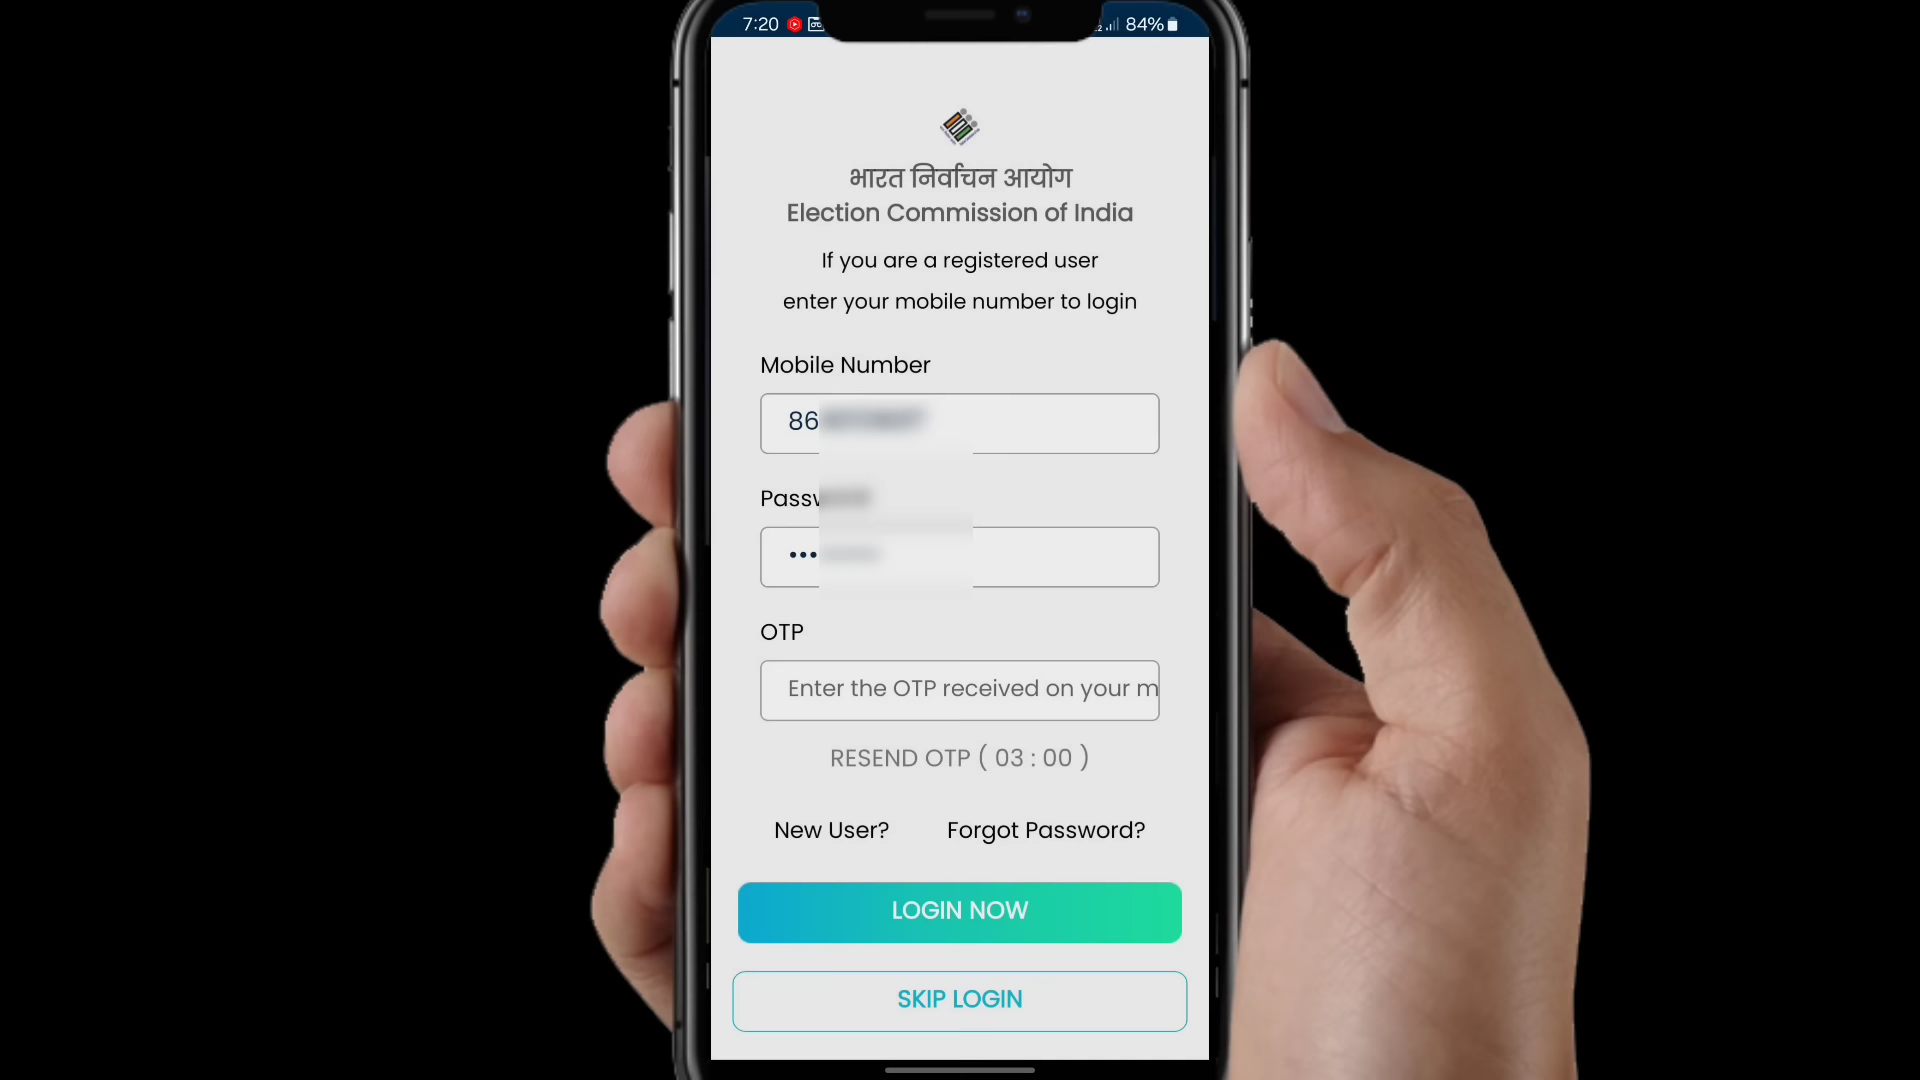 7:20
84%
भारत निर्वाचन आयोग
Election Commission of India
If you are a registered user
enter your mobile number to login
Mobile Number
86
Password
•••
OTP
Enter the OTP received on your m
RESEND OTP ( 03 : 00 )
New User? Forgot Password?
LOGIN NOW
SKIP LOGIN